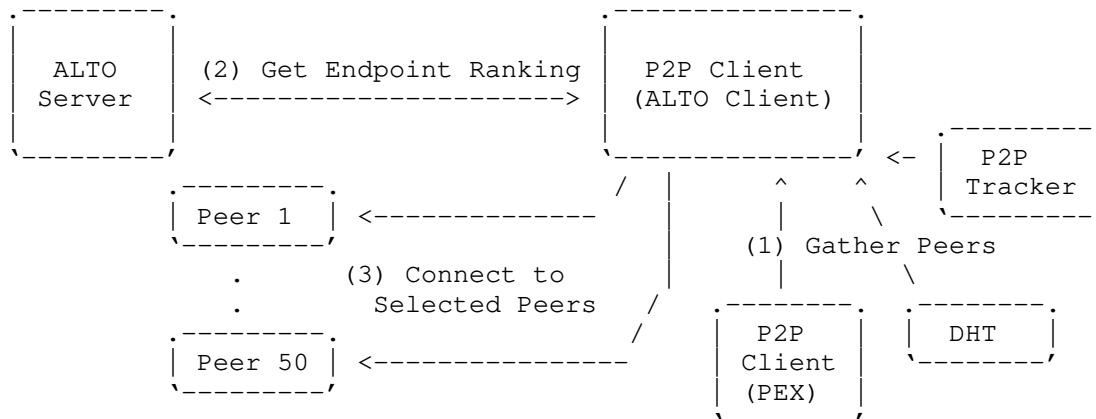 ALTO (2) Get Endpoint Ranking P2P Client
Server <----------------------> (ALTO Client)
<- P2P
Tracker
Peer 1 <--------------
(1) Gather Peers
(3) Connect to
Selected Peers
P2P DHT
Peer 50 <---------------- Client
(PEX)